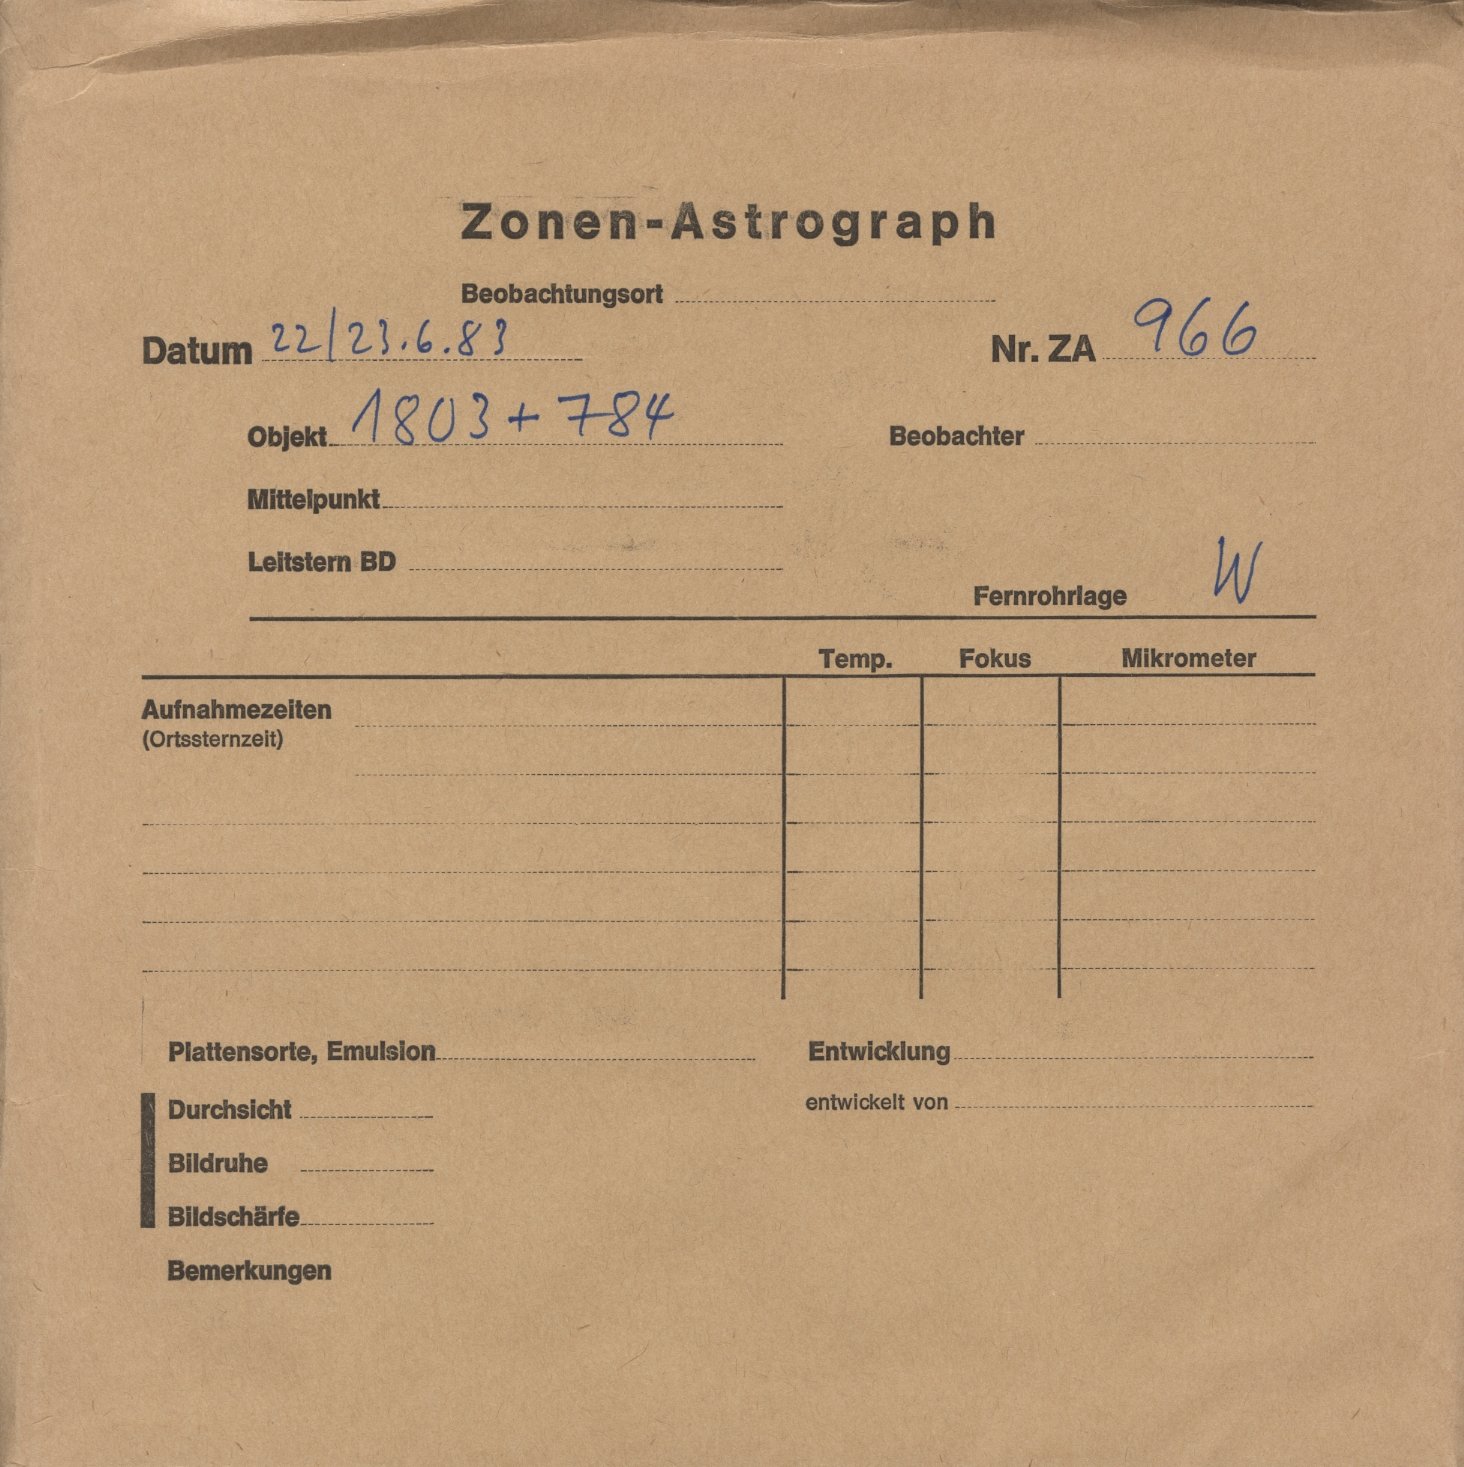 Zonen-Astrograph
Beobachtungsort
Datum 22/23.6.83 Nr. ZA 966
Objekt 1803+784 Beobachter
Mittelpunkt
Leitstern BD
Fernrohrlage W
Temp. Fokus Mikrometer
Aufnahmezeiten
(Ortssternzeit)
Plattensorte, Emulsion Entwicklung
Durchsicht entwickelt von
Bildruhe
Bildschärfe
Bemerkungen